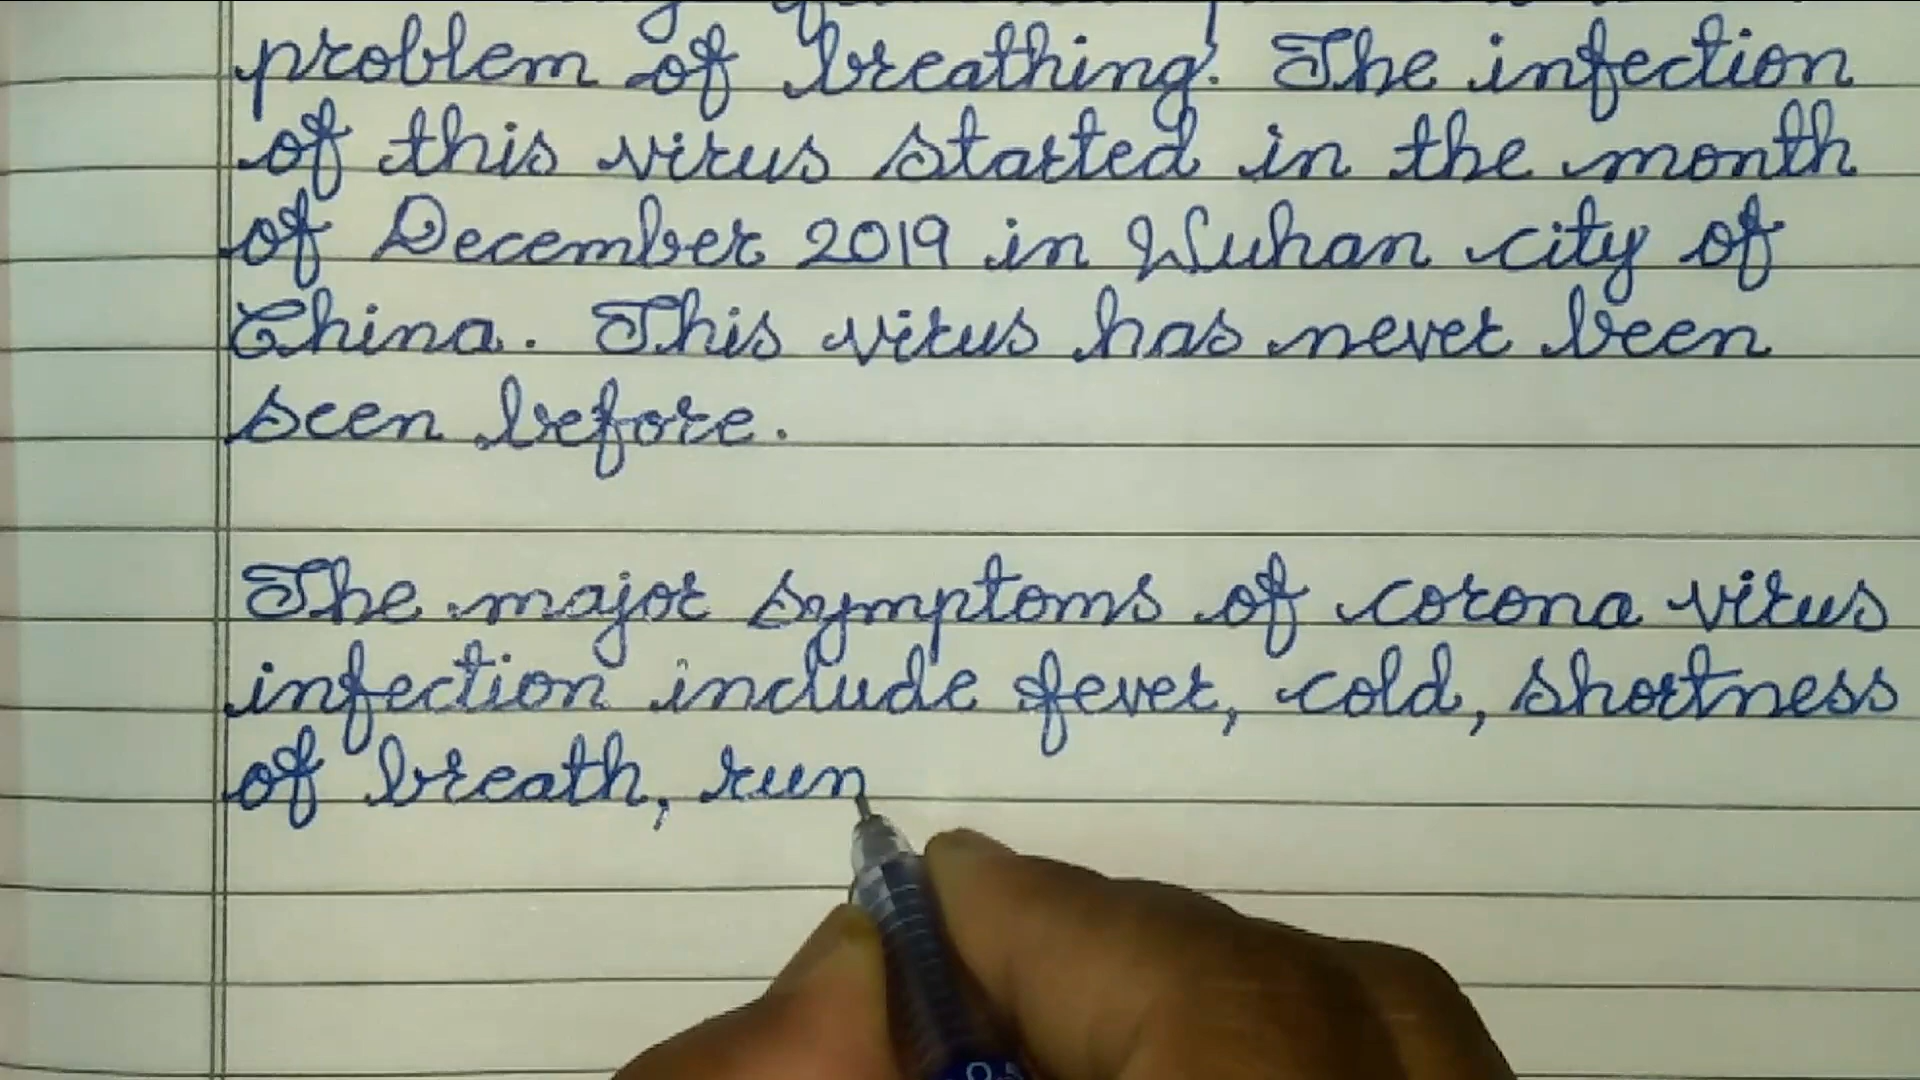 problem of breathing. The infection
of this virus started in the month
of December 2019 in Wuhan city of
China. This virus has never been
seen before.
The major symptoms of corona virus
infection include fever, cold, shortness
of breath, run
0.5